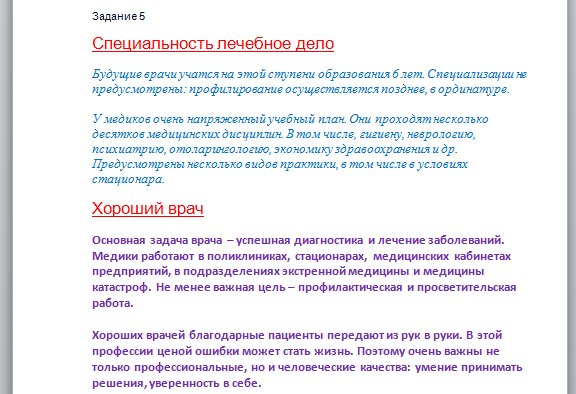 Задание 5
Специальность лечебное дело
Будущие врачи учатся на этой ступени образования 6 лет. Специализации не
предусмотрены: профилирование осуществляется позднее, в ординатуре.
У медиков очень напряженный учебный план. Они проходят несколько
десятков медицинских дисциплин. В том числе, гигиену, неврологию,
психиатрию, отоларингологию, экономику здравоохранения и др.
Предусмотрены несколько видов практики, в том числе в условиях
стационара.
Хороший врач
Основная задача врача – успешная диагностика и лечение заболеваний.
Медики работают в поликлиниках, стационарах, медицинских кабинетах
предприятий, в подразделениях экстренной медицины и медицины
катастроф. Не менее важная цель – профилактическая и просветительская
работа.
Хороших врачей благодарные пациенты передают из рук в руки. В этой
профессии ценой ошибки может стать жизнь. Поэтому очень важны не
только профессиональные, но и человеческие качества: умение принимать
решения, уверенность в себе.